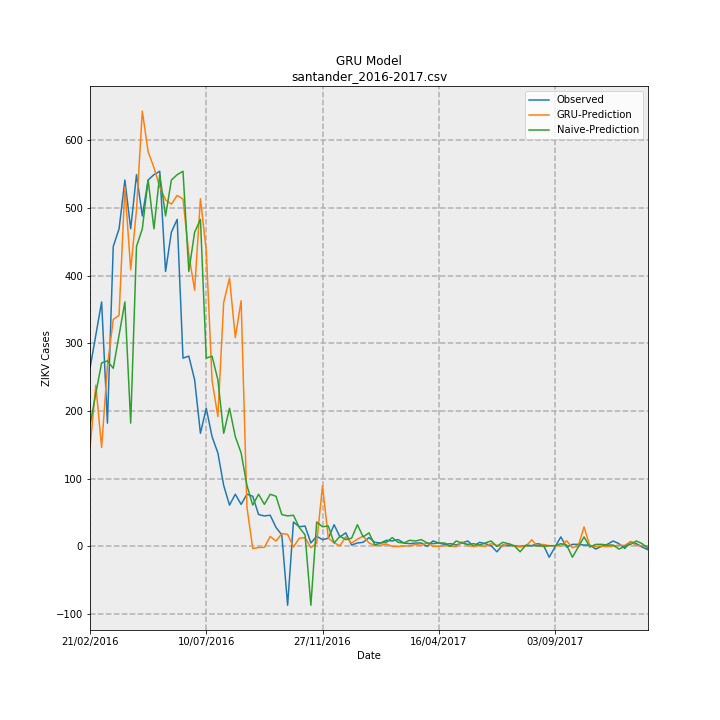 GRU Model
santander_2016-2017.csv
Observed
GRU-Prediction
Naive-Prediction
600
500
400
300
200
100
0
−100
ZIKV Cases
21/02/2016
10/07/2016
27/11/2016
16/04/2017
03/09/2017
Date